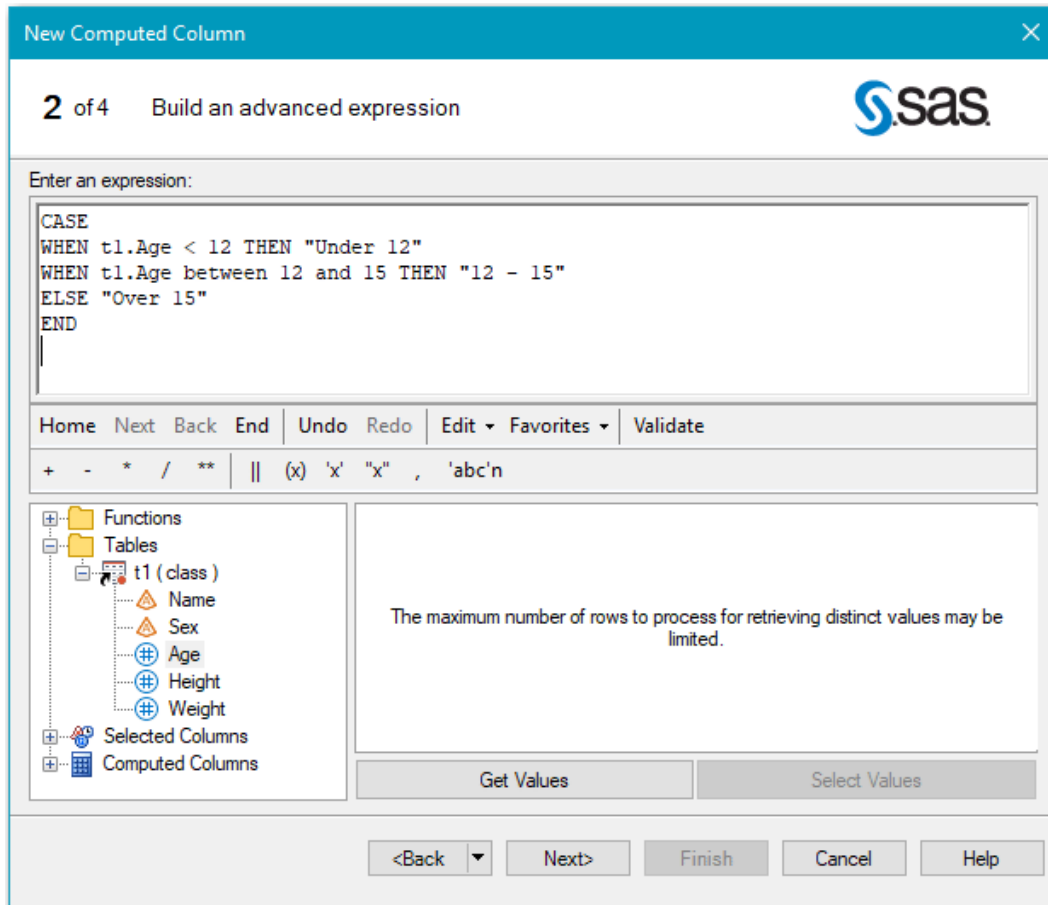 New Computed Column
2 of 4 Build an advanced expression
sas
Enter an expression:
CASE
WHEN t1.Age < 12 THEN "Under 12"
WHEN t1.Age between 12 and 15 THEN "12 - 15"
ELSE "Over 15"
END
Home Next Back End Undo Redo Edit Favorites Validate
+ - * / ** || (x) 'x' "x" , 'abc'n
Functions
Tables
t1 ( class )
Name
Sex
Age
Height
Weight
Selected Columns
Computed Columns
The maximum number of rows to process for retrieving distinct values may be
limited.
Get Values Select Values
<Back Next> Finish Cancel Help